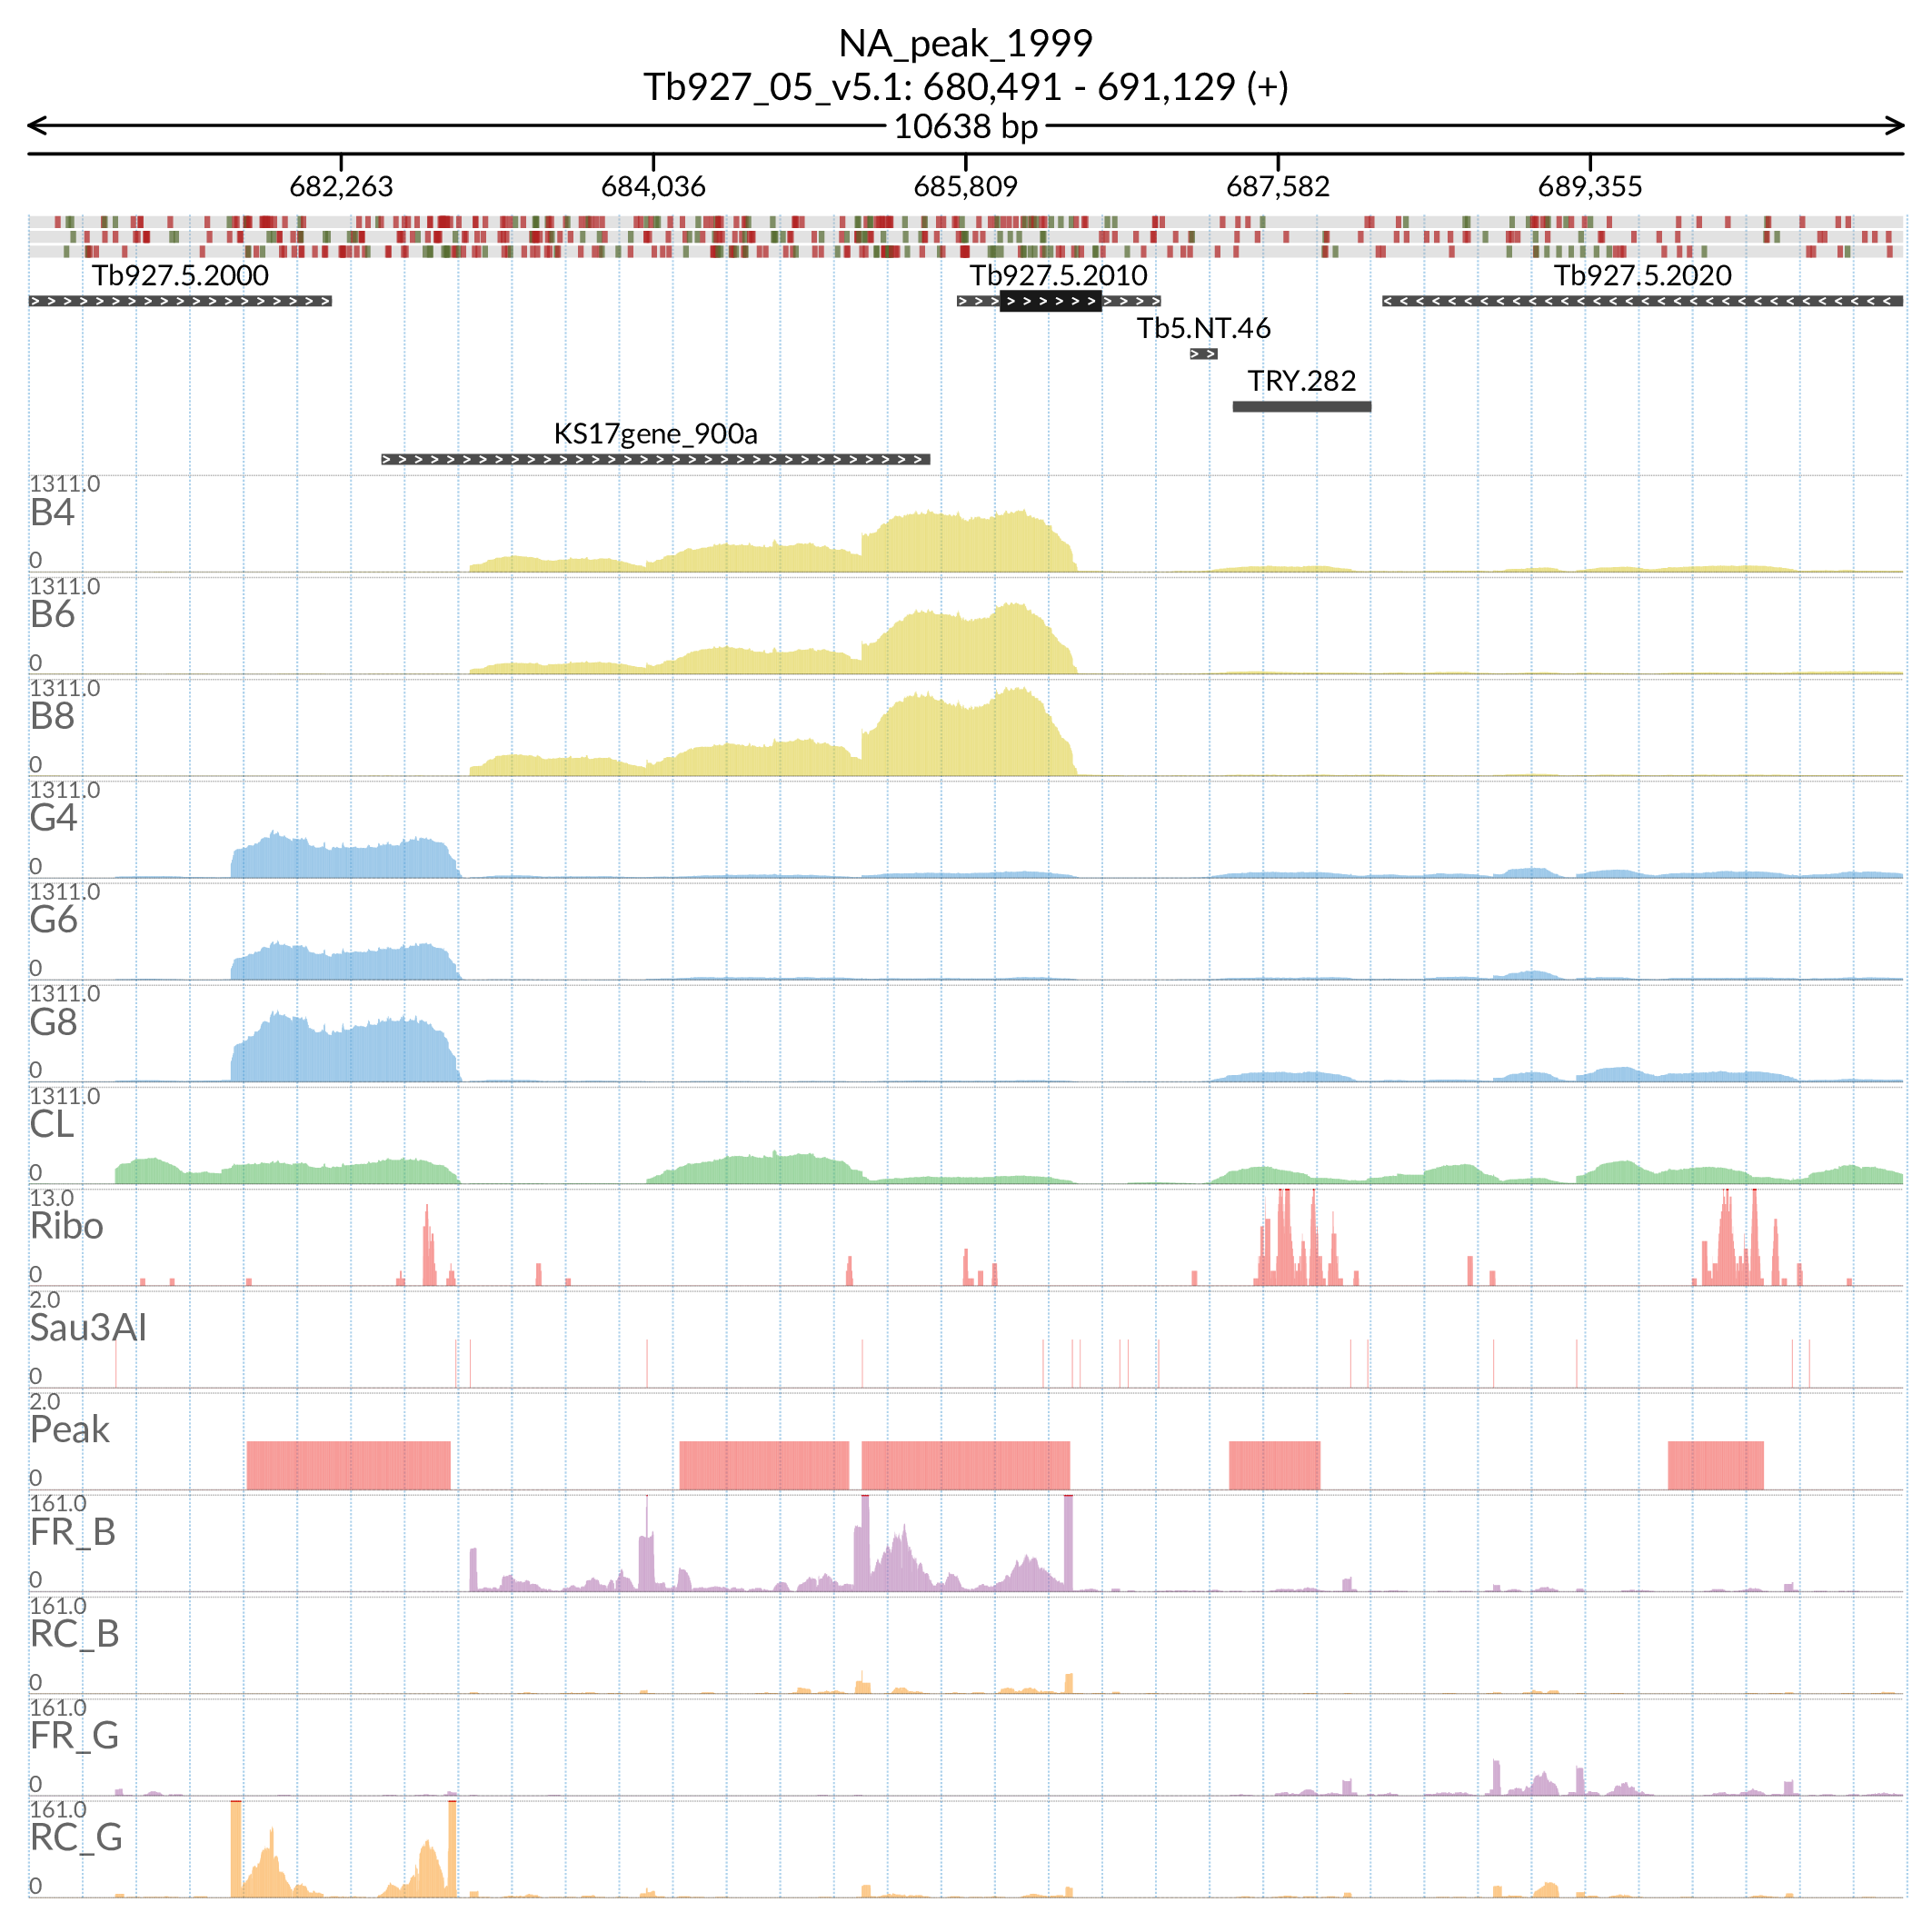 NA_peak_1999
Tb927_05_v5.1: 680,491 - 691,129 (+)
10638 bp
682,263 684,036 685,809 687,582 689,355
Tb927.5.2000 Tb927.5.2010 Tb927.5.2020
Tb5.NT.46
TRY.282
KS17gene_900a
1311.0
B4
0
1311.0
B6
0
1311.0
B8
0
1311.0
G4
0
1311.0
G6
0
1311.0
G8
0
1311.0
CL
0
13.0
Ribo
0
2.0
Sau3AI
0
2.0
Peak
0
161.0
FR_B
0
161.0
RC_B
0
161.0
FR_G
0
161.0
RC_G
0